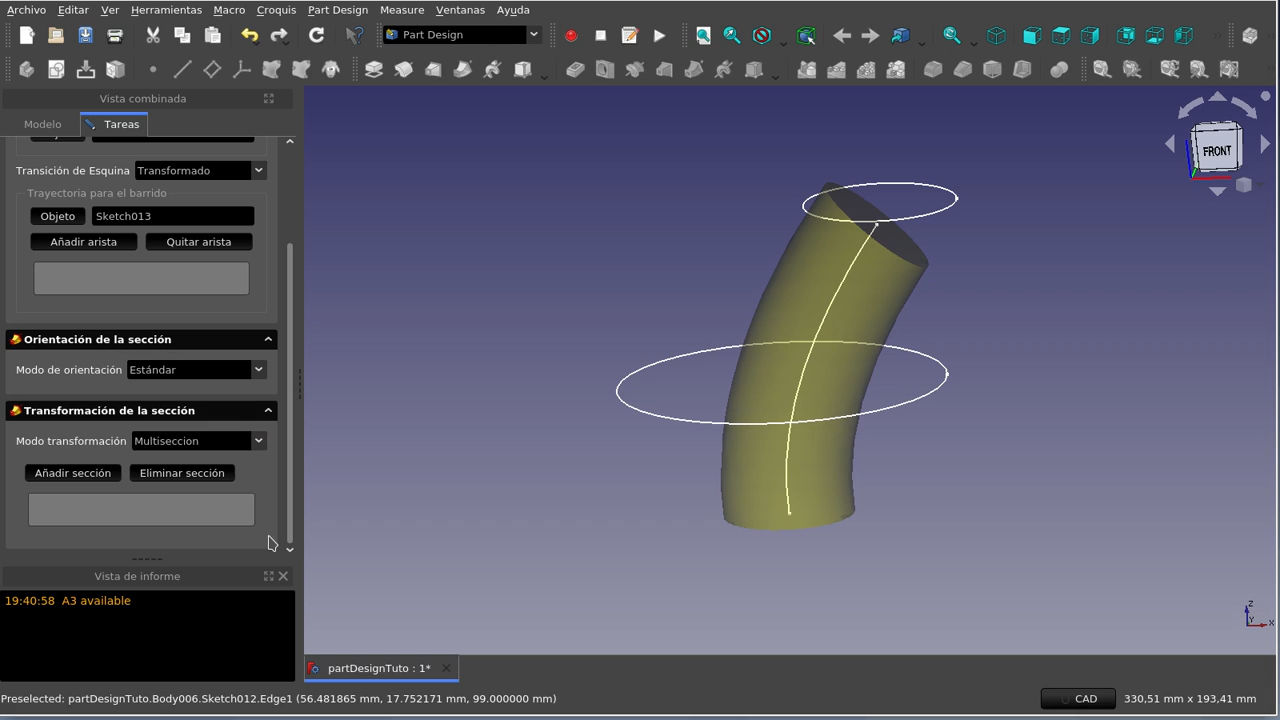 Archivo Editar Ver Herramientas Macro Croquis Part Design Measure Ventanas Ayuda
Part Design
Vista combinada
Modelo Tareas
Transición de Esquina Transformado
Trayectoria para el barrido
Objeto Sketch013
Añadir arista Quitar arista
Orientación de la sección
Modo de orientación Estándar
Transformación de la sección
Modo transformación Multiseccion
Añadir sección Eliminar sección
Vista de informe
19:40:58 A3 available
FRONT
Z
Y
X
partDesignTuto : 1*
Preselected: partDesignTuto.Body006.Sketch012.Edge1 (56.481865 mm, 17.752171 mm, 99.000000 mm)
CAD
330,51 mm x 193,41 mm